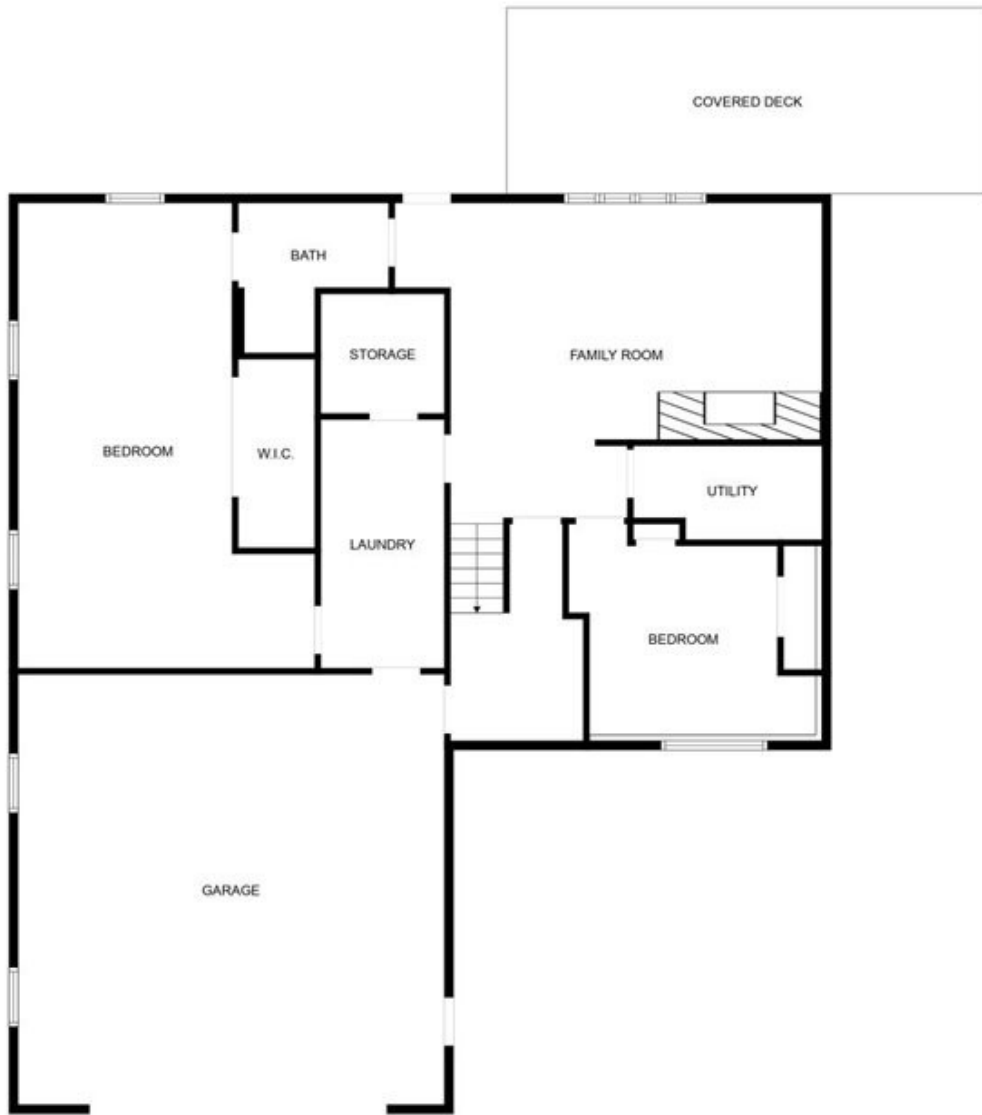 COVERED DECK
BATH
STORAGE
FAMILY ROOM
BEDROOM
W.I.C.
UTILITY
LAUNDRY
BEDROOM
GARAGE